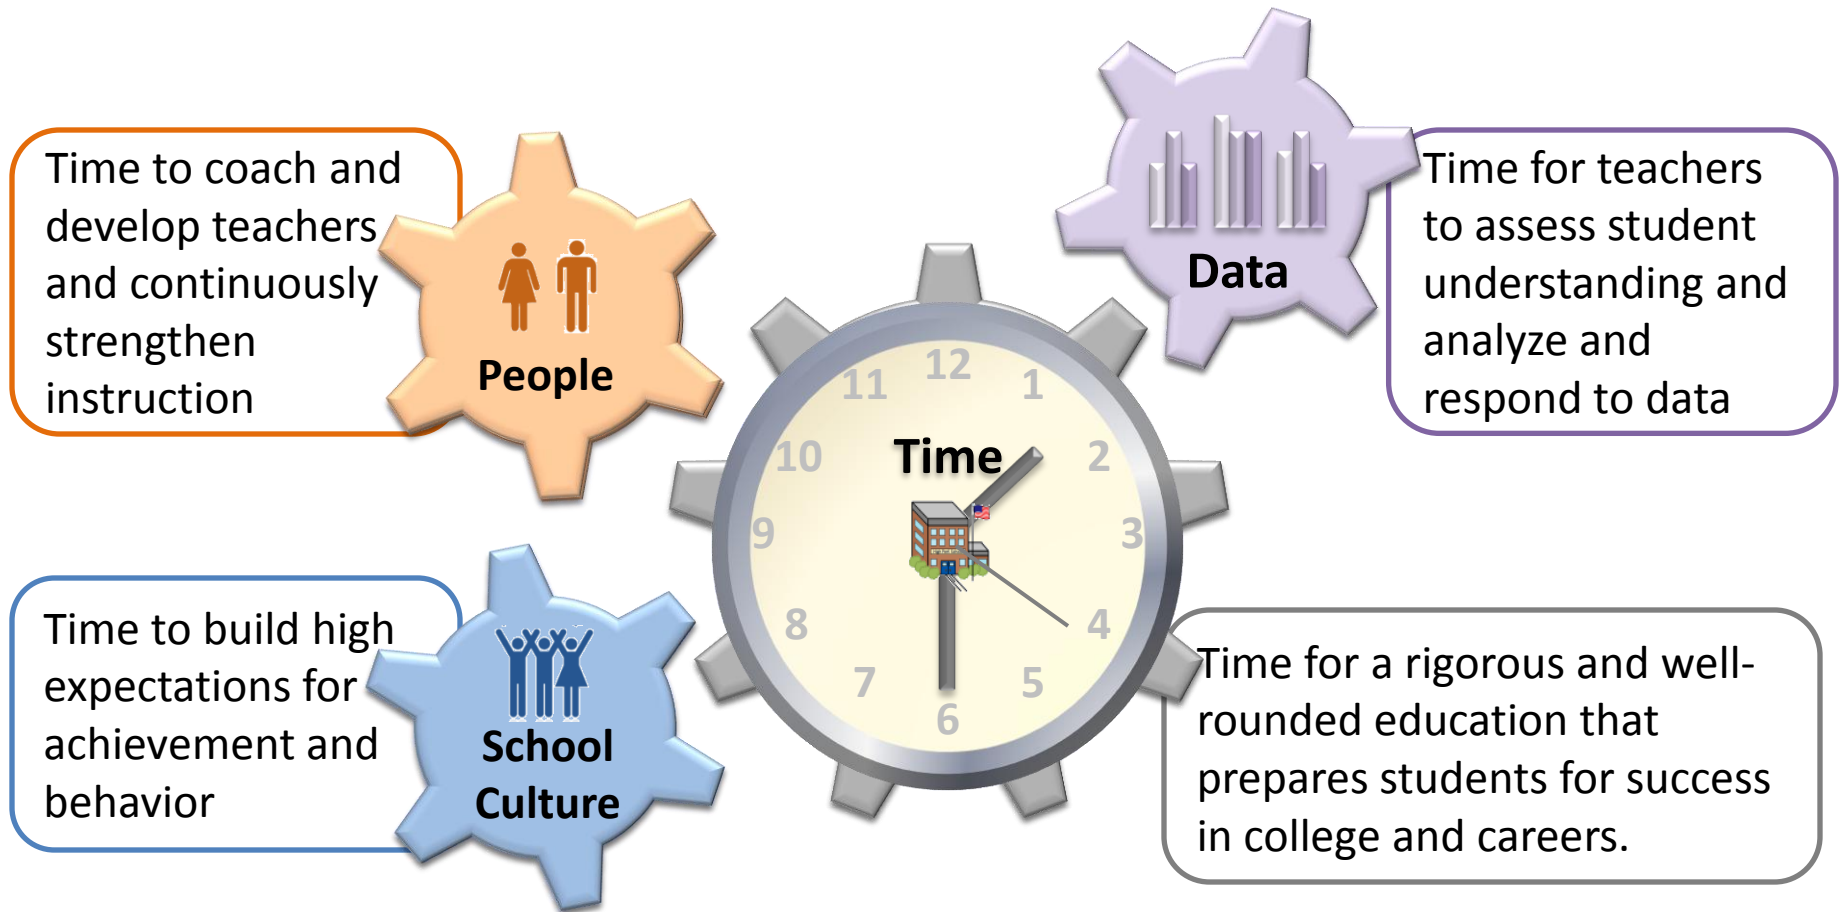 Time to coach and
develop teachers
and continuously
strengthen
instruction
People
Data
Time for teachers
to assess student
understanding and
analyze and
respond to data
Time
12
1
2
3
4
5
6
7
8
9
10
11
Time to build high
expectations for
achievement and
behavior
School
Culture
Time for a rigorous and well-
rounded education that
prepares students for success
in college and careers.